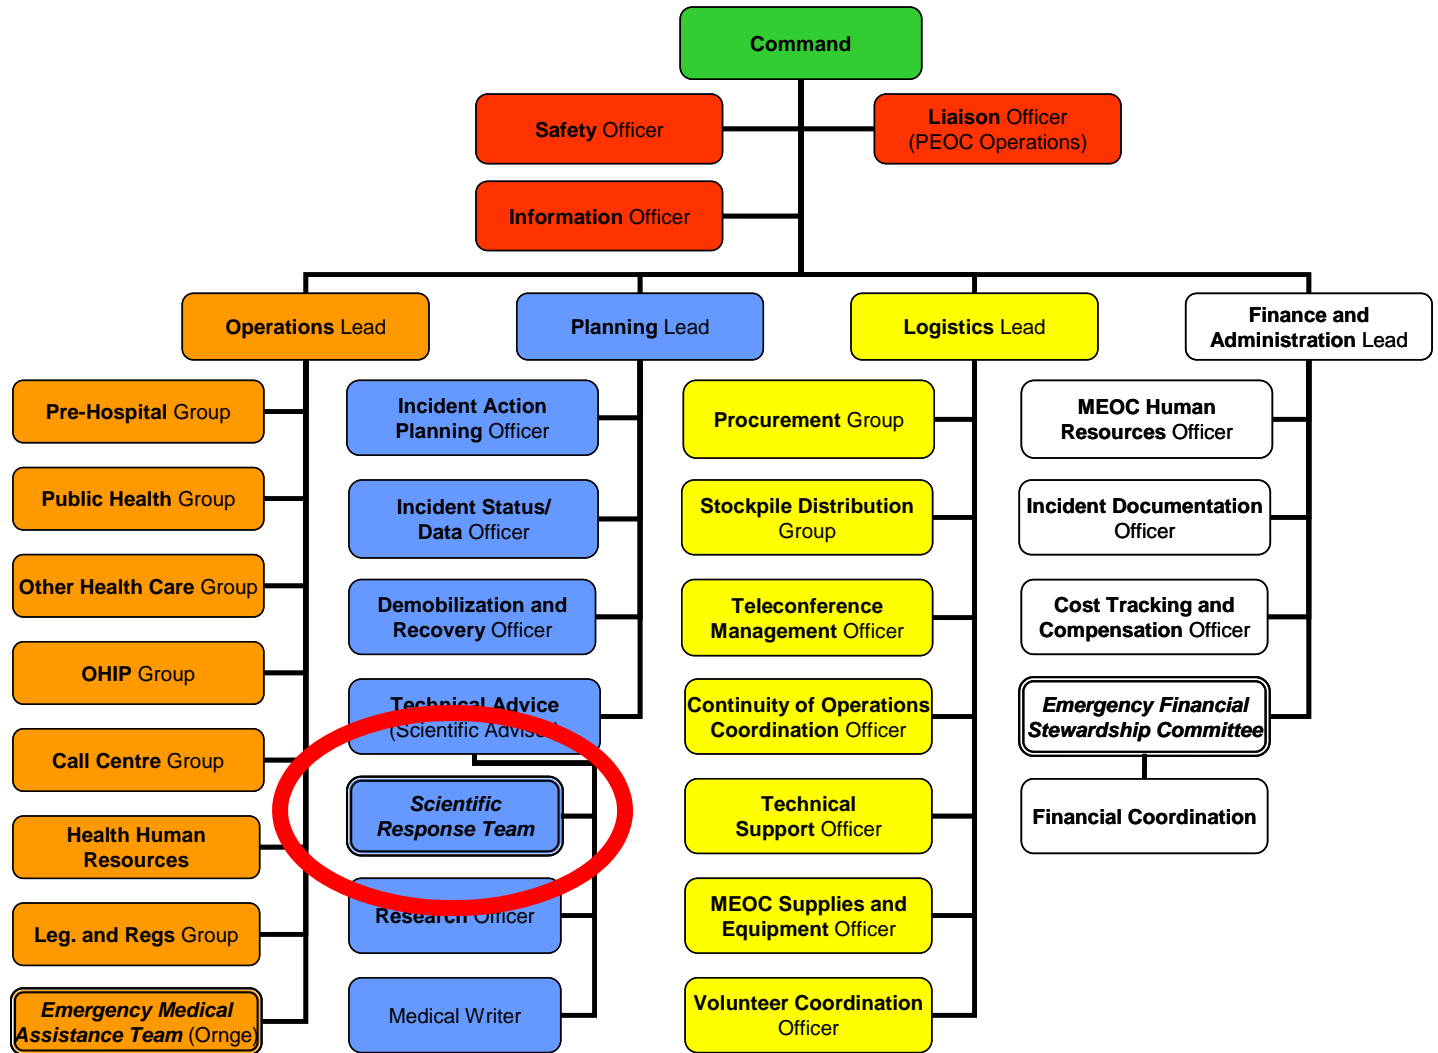 Command
Safety Officer
Liaison Officer
(PEOC Operations)
Information Officer
Operations Lead
Planning Lead
Logistics Lead
Finance and
Administration Lead
Pre-Hospital Group
Public Health Group
Other Health Care Group
OHIP Group
Call Centre Group
Health Human
Resources
Leg. and Regs Group
Emergency Medical
Assistance Team (Ornge)
Incident Action
Planning Officer
Incident Status/
Data Officer
Demobilization and
Recovery Officer
Technical Advice
(Scientific Advisor)
Scientific
Response Team
Research Officer
Medical Writer
Procurement Group
Stockpile Distribution
Group
Teleconference
Management Officer
Continuity of Operations
Coordination Officer
Technical
Support Officer
MEOC Supplies and
Equipment Officer
Volunteer Coordination
Officer
MEOC Human
Resources Officer
Incident Documentation
Officer
Cost Tracking and
Compensation Officer
Emergency Financial
Stewardship Committee
Financial Coordination